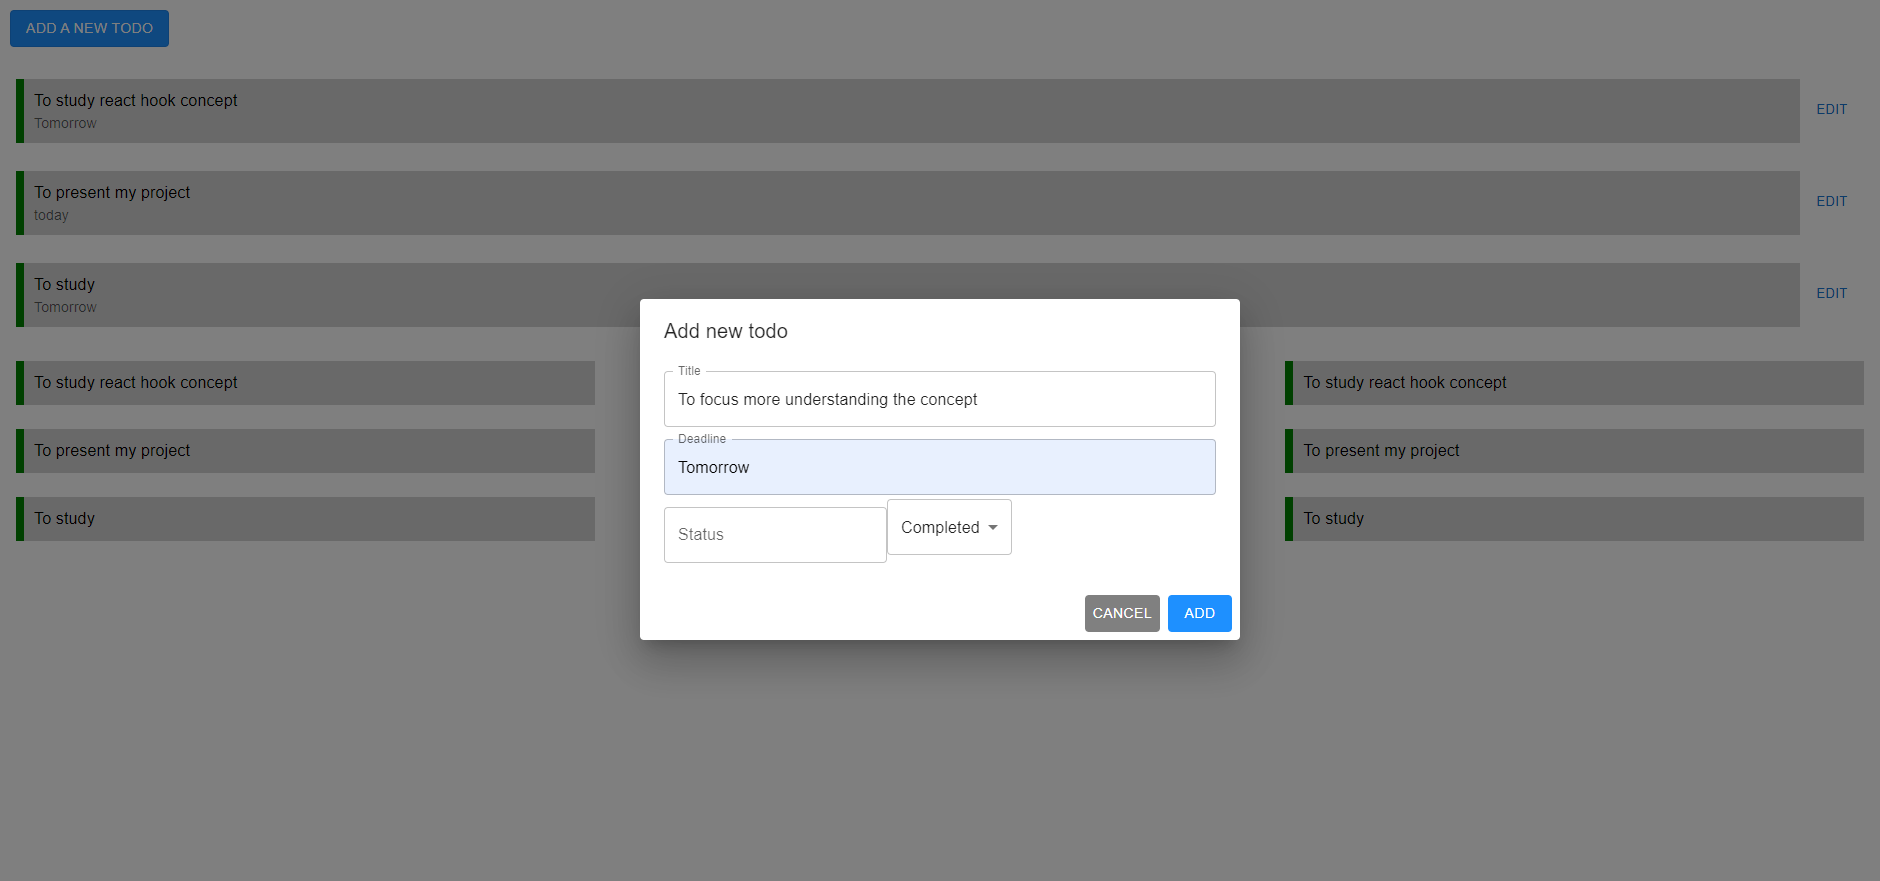 ADD A NEW TODO
To study react hook concept
Tomorrow
EDIT
To present my project
today
EDIT
To study
Tomorrow
EDIT
To study react hook concept
To present my project
To study
To study react hook concept
To present my project
To study
Add new todo
Title
To focus more understanding the concept
Deadline
Tomorrow
Status
Completed
CANCEL
ADD